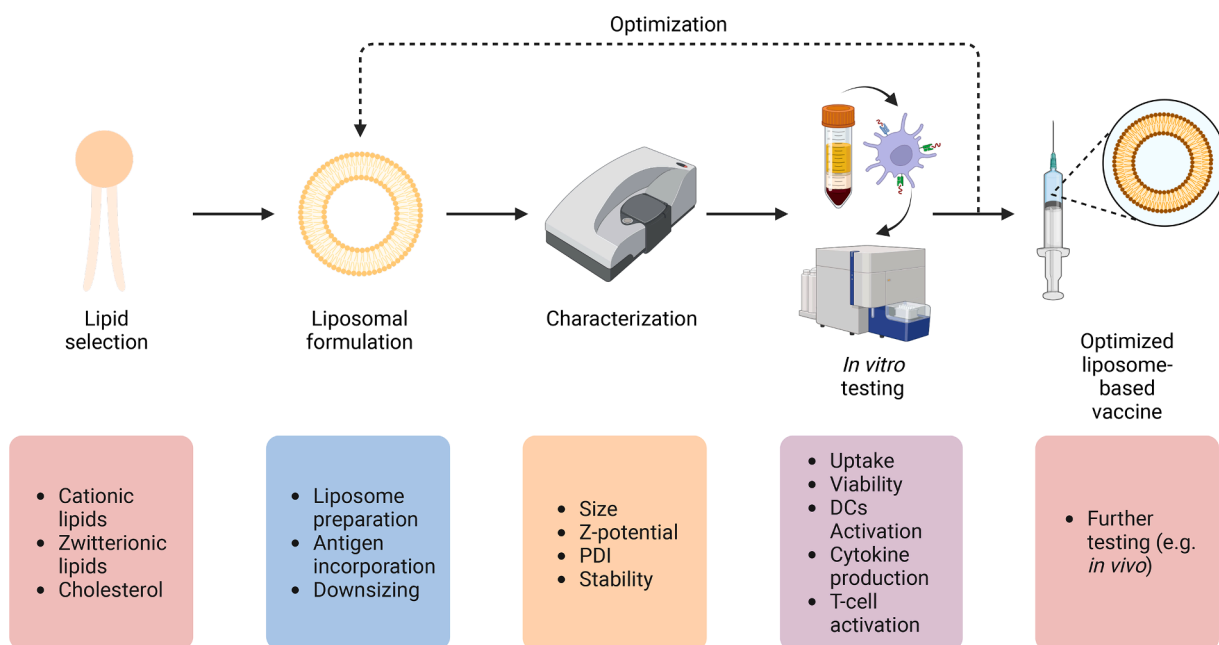 Optimization
Lipid
selection
Liposomal
formulation
Characterization
In vitro
testing
Optimized
liposome-
based
vaccine
• Cationic
lipids
• Zwitterionic
lipids
• Cholesterol
• Liposome
preparation
• Antigen
incorporation
• Downsizing
• Size
• Z-potential
• PDI
• Stability
• Uptake
• Viability
• DCs
Activation
• Cytokine
production
• T-cell
activation
• Further
testing (e.g.
in vivo)